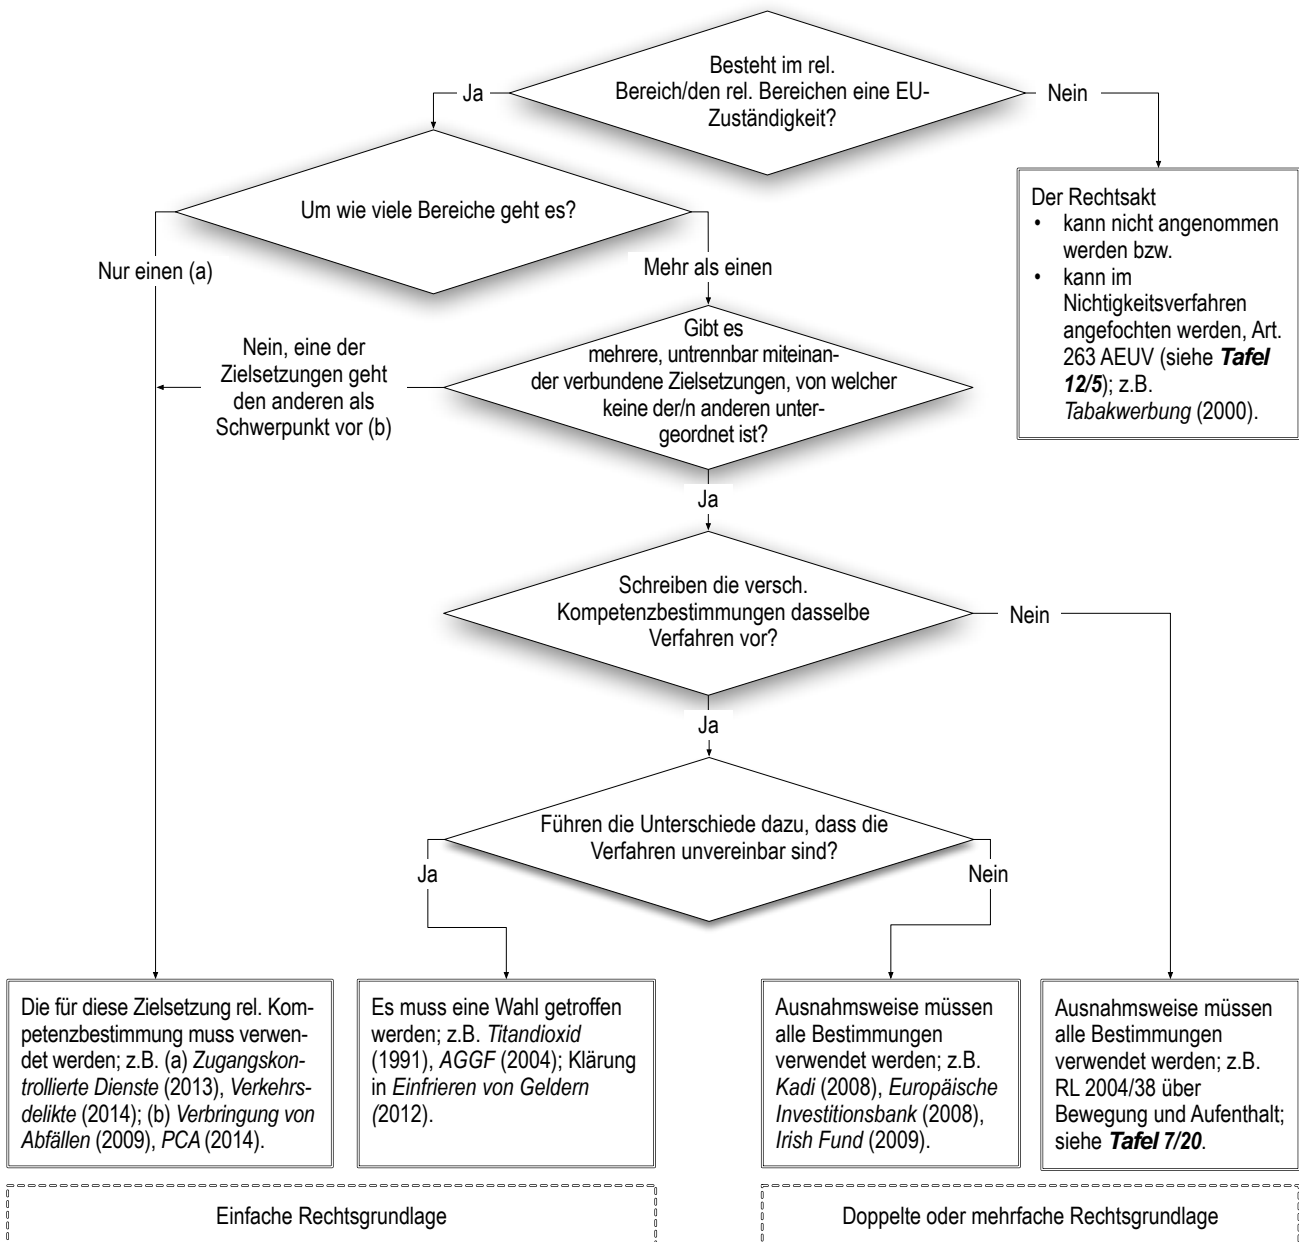 Besteht im rel.
Bereich/den rel. Bereichen eine EU-
Zuständigkeit?
Ja
Nein
Um wie viele Bereiche geht es?
Der Rechtsakt
• kann nicht angenommen
werden bzw.
• kann im
Nichtigkeitsverfahren
angefochten werden, Art.
263 AEUV (siehe Tafel
12/5); z.B.
Tabakwerbung (2000).
Nur einen (a)
Mehr als einen
Gibt es
mehrere, untrennbar miteinan-
der verbundene Zielsetzungen, von welcher
keine der/n anderen unter-
geordnet ist?
Nein, eine der
Zielsetzungen geht
den anderen als
Schwerpunkt vor (b)
Ja
Schreiben die versch.
Kompetenzbestimmungen dasselbe
Verfahren vor?
Nein
Ja
Führen die Unterschiede dazu, dass die
Verfahren unvereinbar sind?
Ja
Nein
Die für diese Zielsetzung rel. Kom-
petenzbestimmung muss verwen-
det werden; z.B. (a) Zugangskon-
trollierte Dienste (2013), Verkehrs-
delikte (2014); (b) Verbringung von
Abfällen (2009), PCA (2014).
Es muss eine Wahl getroffen
werden; z.B. Titandioxid
(1991), AGGF (2004); Klärung
in Einfrieren von Geldern
(2012).
Ausnahmsweise müssen
alle Bestimmungen
verwendet werden; z.B.
Kadi (2008), Europäische
Investitionsbank (2008),
Irish Fund (2009).
Ausnahmsweise müssen
alle Bestimmungen
verwendet werden; z.B.
RL 2004/38 über
Bewegung und Aufenthalt;
siehe Tafel 7/20.
Einfache Rechtsgrundlage
Doppelte oder mehrfache Rechtsgrundlage